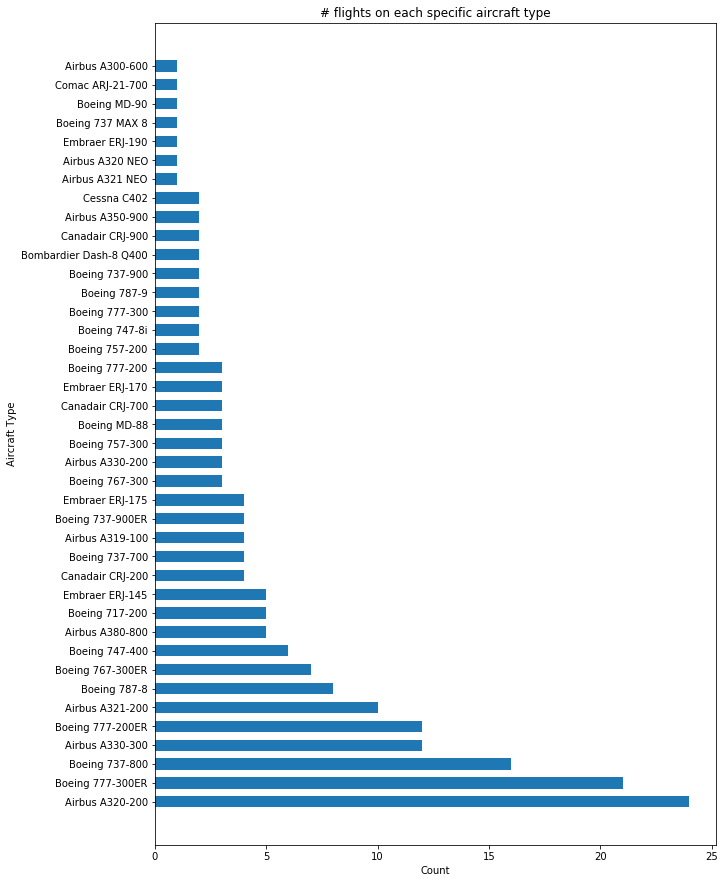 # flights on each specific aircraft type
Airbus A300-600
Comac ARJ-21-700
Boeing MD-90
Boeing 737 MAX 8
Embraer ERJ-190
Airbus A320 NEO
Airbus A321 NEO
Cessna C402
Airbus A350-900
Canadair CRJ-900
Bombardier Dash-8 Q400
Boeing 737-900
Boeing 787-9
Boeing 777-300
Boeing 747-8i
Boeing 757-200
Boeing 777-200
Embraer ERJ-170
Canadair CRJ-700
Boeing MD-88
Boeing 757-300
Airbus A330-200
Boeing 767-300
Embraer ERJ-175
Boeing 737-900ER
Airbus A319-100
Boeing 737-700
Canadair CRJ-200
Embraer ERJ-145
Boeing 717-200
Airbus A380-800
Boeing 747-400
Boeing 767-300ER
Boeing 787-8
Airbus A321-200
Boeing 777-200ER
Airbus A330-300
Boeing 737-800
Boeing 777-300ER
Airbus A320-200
Aircraft Type
0 5 10 15 20 25
Count